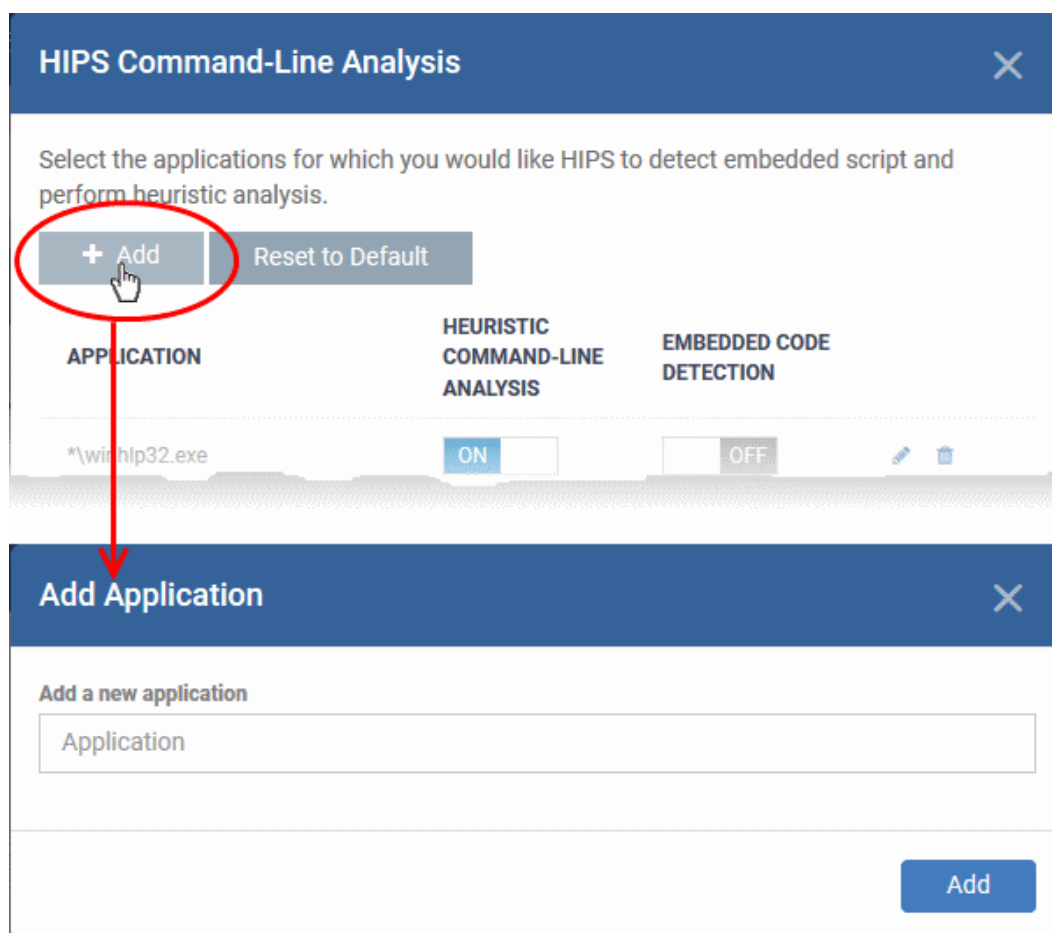 HIPS Command-Line Analysis
Select the applications for which you would like HIPS to detect embedded script and
perform heuristic analysis.
+ Add
Reset to Default
APPLICATION
HEURISTIC
COMMAND-LINE
ANALYSIS
EMBEDDED CODE
DETECTION
*\winhlp32.exe
ON
OFF
Add Application
Add a new application
Application
Add